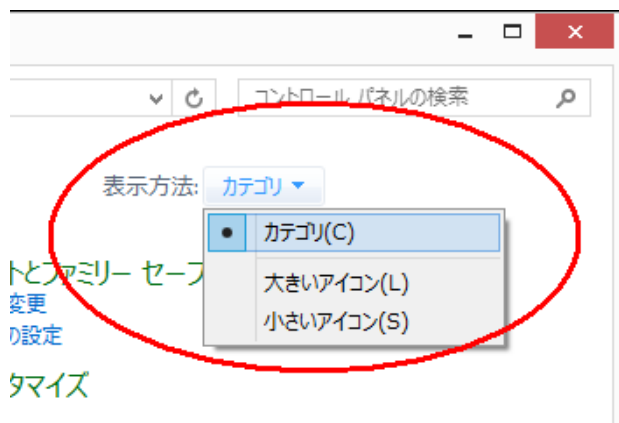 コントロール パネルの検索
表示方法: カテゴリ
カテゴリ(C)
大きいアイコン(L)
小さいアイコン(S)
トとファミリー セーフ
変更
の設定
タマイズ